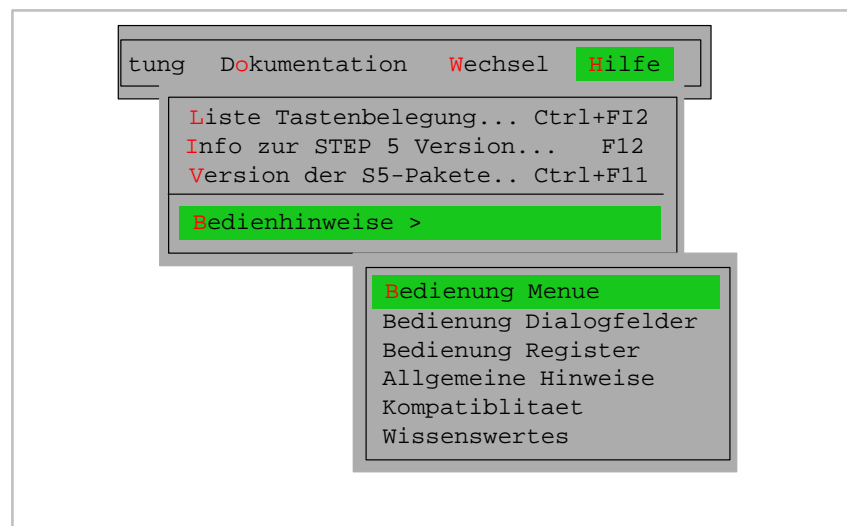 tung Dokumentation Wechsel Hilfe
Liste Tastenbelegung... Ctrl+FI2
Info zur STEP 5 Version... F12
Version der S5-Pakete.. Ctrl+F11
Bedienhinweise >
Bedienung Menue
Bedienung Dialogfelder
Bedienung Register
Allgemeine Hinweise
Kompatiblitaet
Wissenswertes